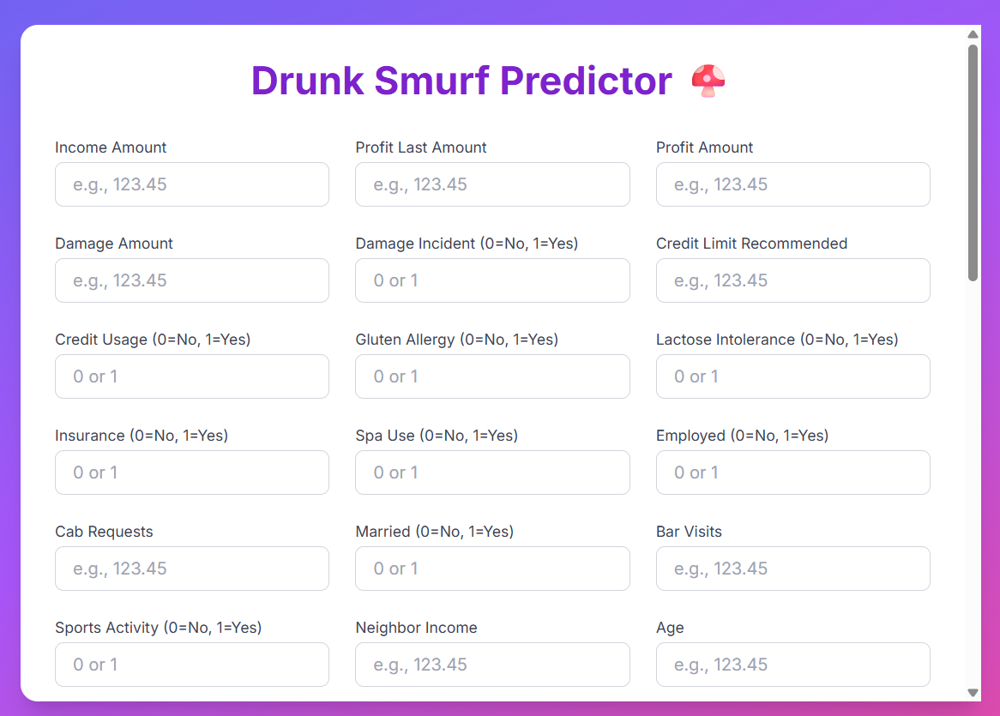 Drunk Smurf Predictor 🍄
Income Amount Profit Last Amount Profit Amount
e.g., 123.45 e.g., 123.45 e.g., 123.45
Damage Amount Damage Incident (0=No, 1=Yes) Credit Limit Recommended
e.g., 123.45 0 or 1 e.g., 123.45
Credit Usage (0=No, 1=Yes) Gluten Allergy (0=No, 1=Yes) Lactose Intolerance (0=No, 1=Yes)
0 or 1 0 or 1 0 or 1
Insurance (0=No, 1=Yes) Spa Use (0=No, 1=Yes) Employed (0=No, 1=Yes)
0 or 1 0 or 1 0 or 1
Cab Requests Married (0=No, 1=Yes) Bar Visits
e.g., 123.45 0 or 1 e.g., 123.45
Sports Activity (0=No, 1=Yes) Neighbor Income Age
0 or 1 e.g., 123.45 e.g., 123.45